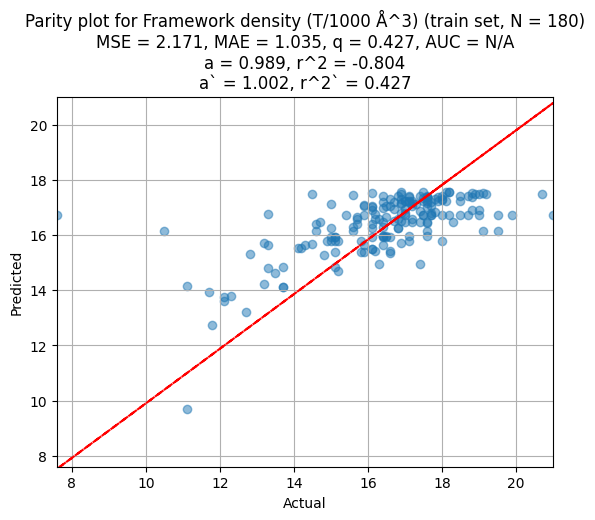 Parity plot for Framework density (T/1000 Å^3) (train set, N = 180)
MSE = 2.171, MAE = 1.035, q = 0.427, AUC = N/A
a = 0.989, r^2 = -0.804
a` = 1.002, r^2` = 0.427
20
18
16
14
12
10
8
Predicted
8 10 12 14 16 18 20
Actual